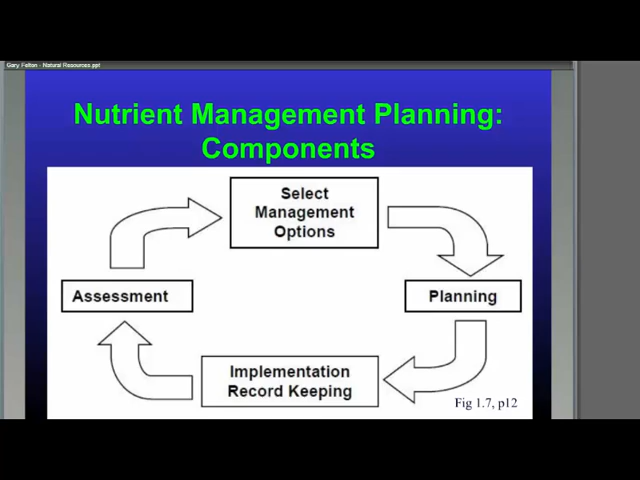 Gary Felton - Natural Resources.ppt
Nutrient Management Planning:
Components
Select
Management
Options
Assessment
Planning
Implementation
Record Keeping
Fig 1.7, p12